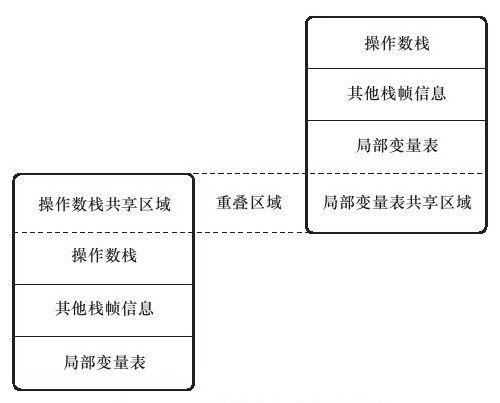 操作数栈
其他栈帧信息
局部变量表
操作数栈共享区域
重叠区域
局部变量表共享区域
操作数栈
其他栈帧信息
局部变量表